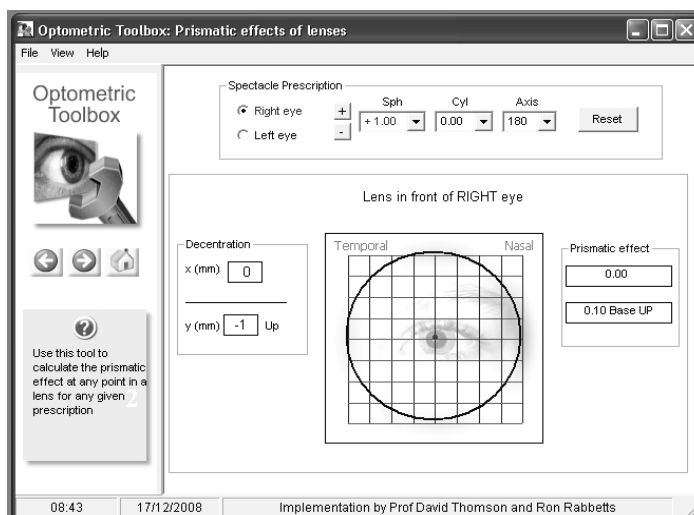 Optometric Toolbox: Prismatic effects of lenses
File View Help
Optometric
Toolbox
Spectacle Prescription
Right eye
Left eye
+
-
Sph Cyl Axis
+1.00 0.00 180
Reset
Lens in front of RIGHT eye
Decentration
x (mm) 0
y (mm) -1 Up
Temporal Nasal
Prismatic effect
0.00
0.10 Base UP
?
Use this tool to
calculate the prismatic
effect at any point in a
lens for any given
prescription
2
08:43 17/12/2008 Implementation by Prof David Thomson and Ron Rabbetts